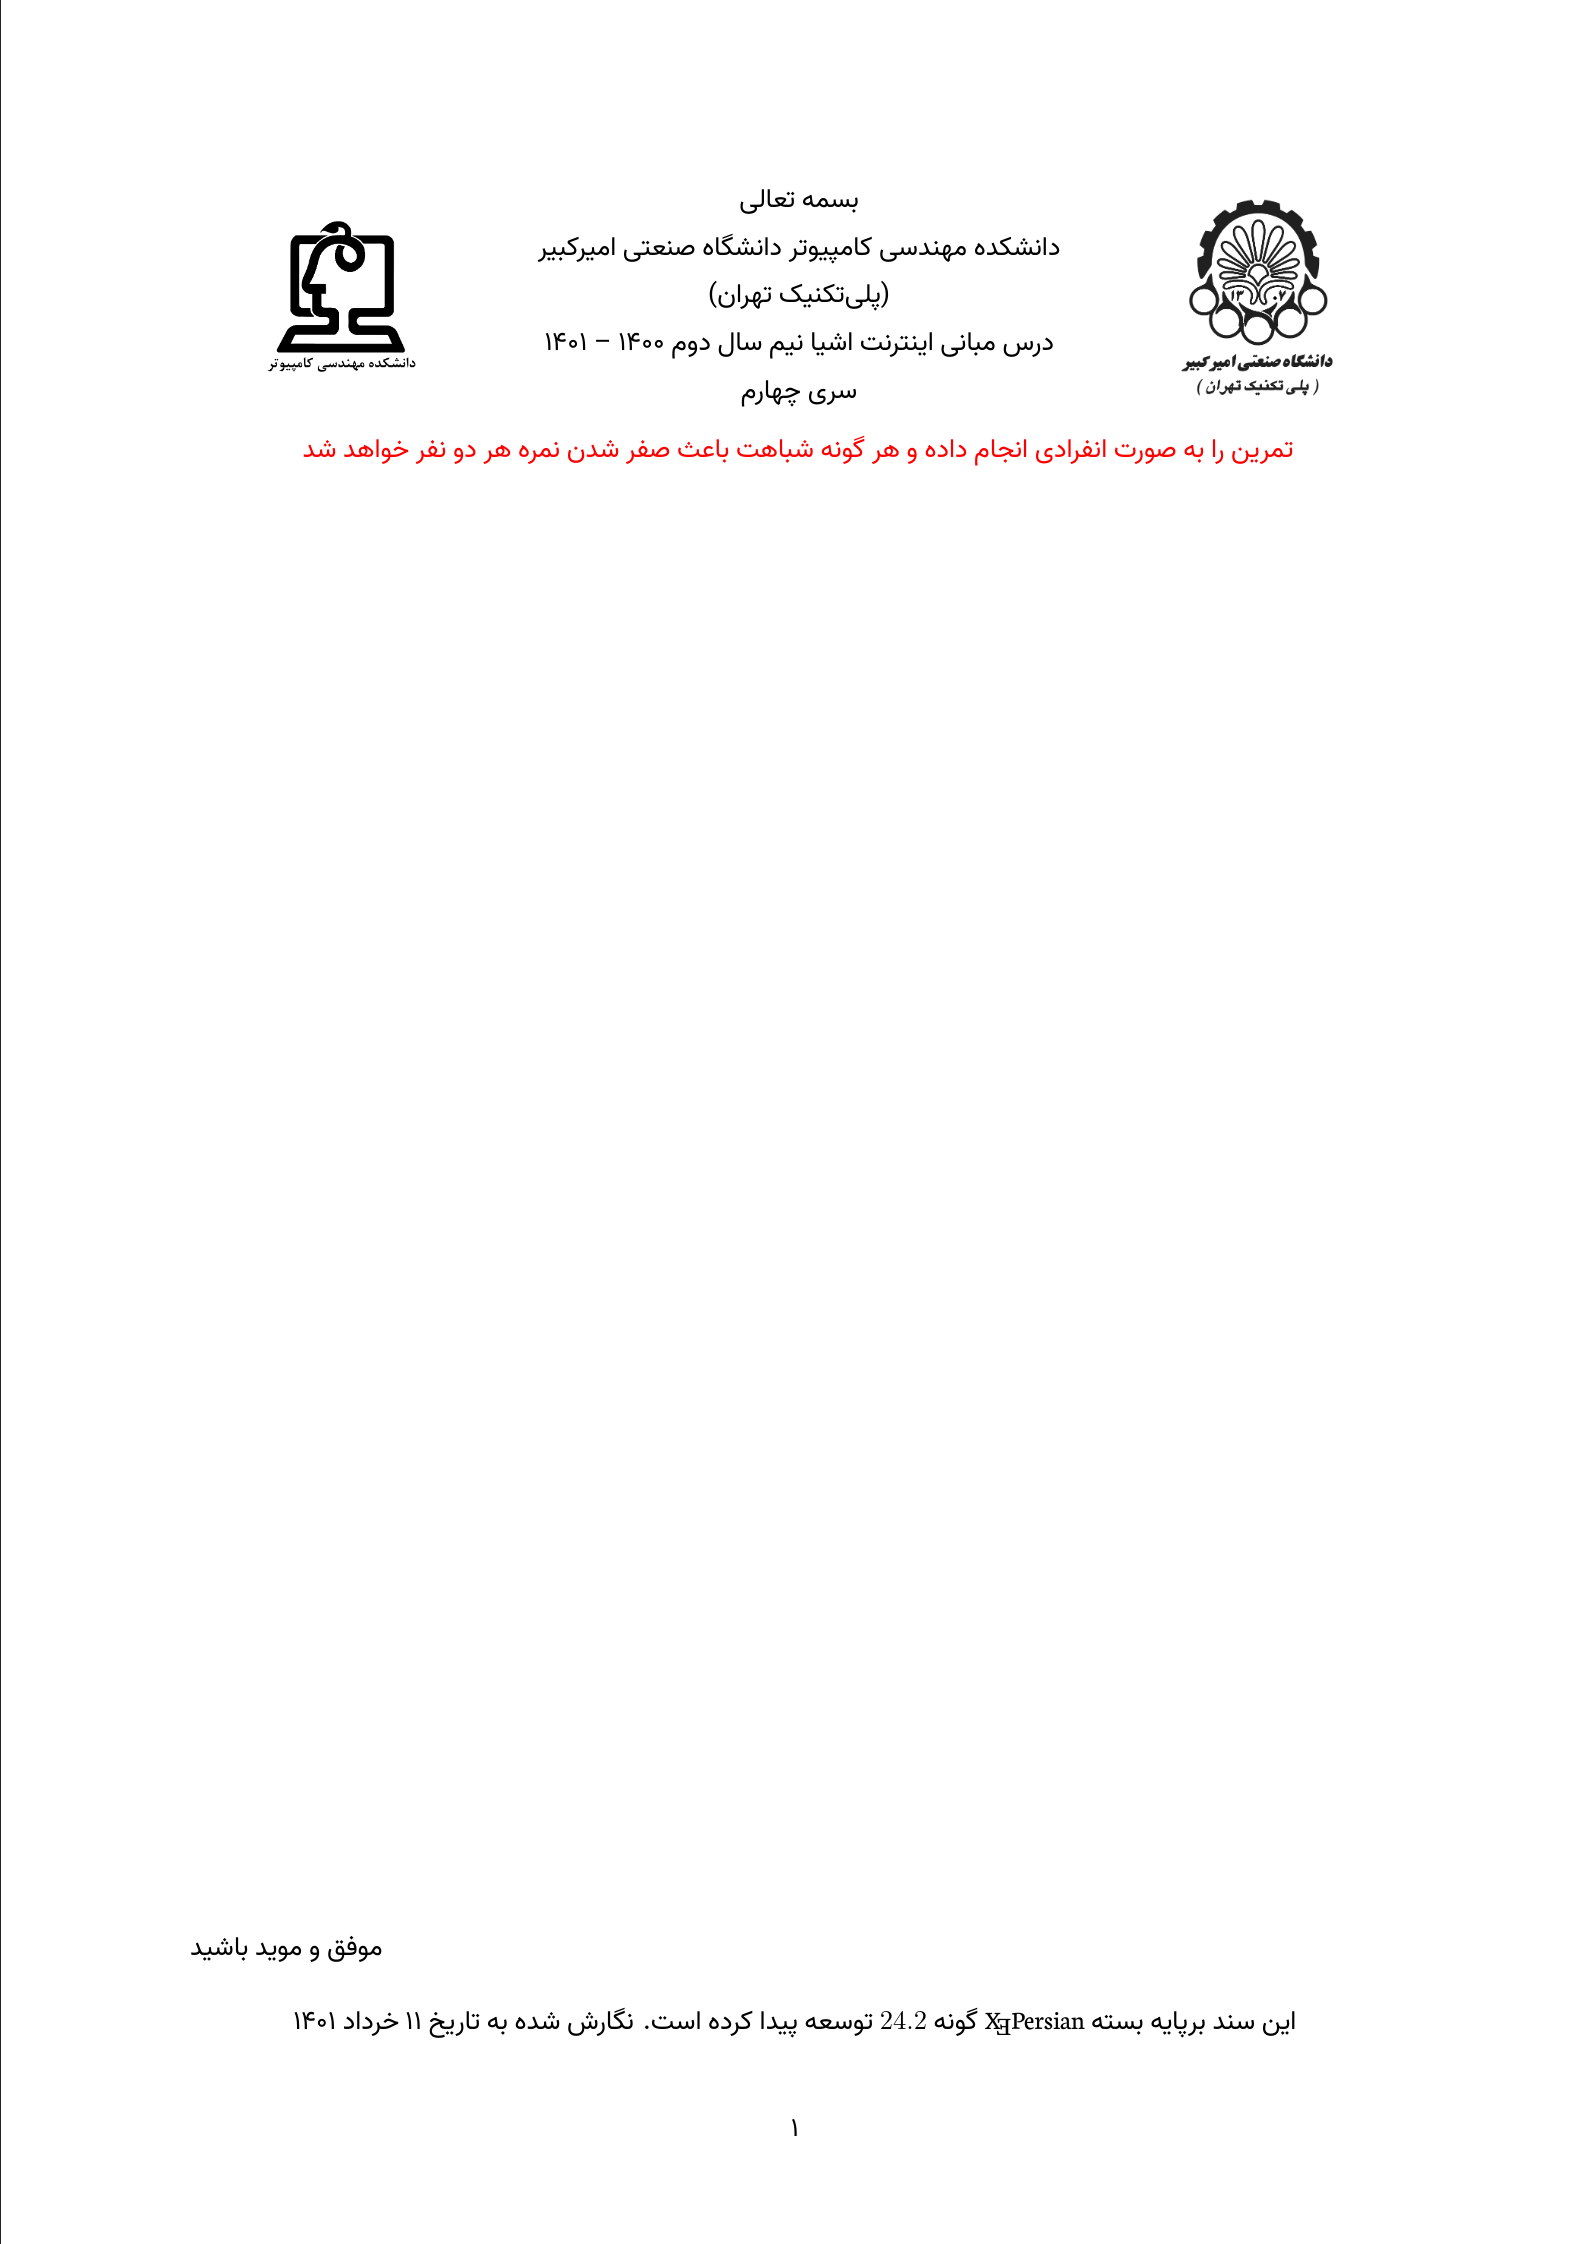 بسمه تعالی
دانشکده مهندسی کامپیوتر دانشگاه صنعتی امیرکبیر
(پلی‌تکنیک تهران)
درس مبانی اینترنت اشیا نیم سال دوم ۱۴۰۰ – ۱۴۰۱
سری چهارم
۱۳ ۰۷
دانشگاه صنعتی امیرکبیر
( پلی تکنیک تهران )
دانشکده مهندسی کامپیوتر
تمرین را به صورت انفرادی انجام داده و هر گونه شباهت باعث صفر شدن نمره هر دو نفر خواهد شد
موفق و موید باشید
این سند برپایه بسته XƎPersian گونه 24.2 توسعه پیدا کرده است. نگارش شده به تاریخ ۱۱ خرداد ۱۴۰۱
۱